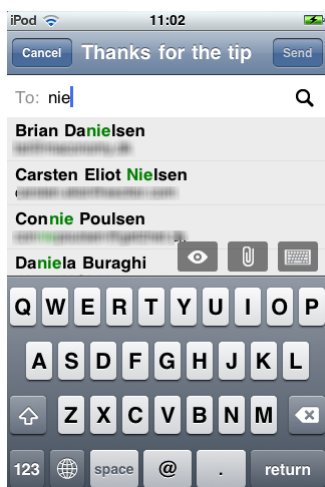 iPod 11:02
Cancel Thanks for the tip Send
To: nie
Brian Danielsen
Carsten Eliot Nielsen
Connie Poulsen
Daniela Buraghi
Q W E R T Y U I O P
A S D F G H J K L
Z X C V B N M
123 space @ . return